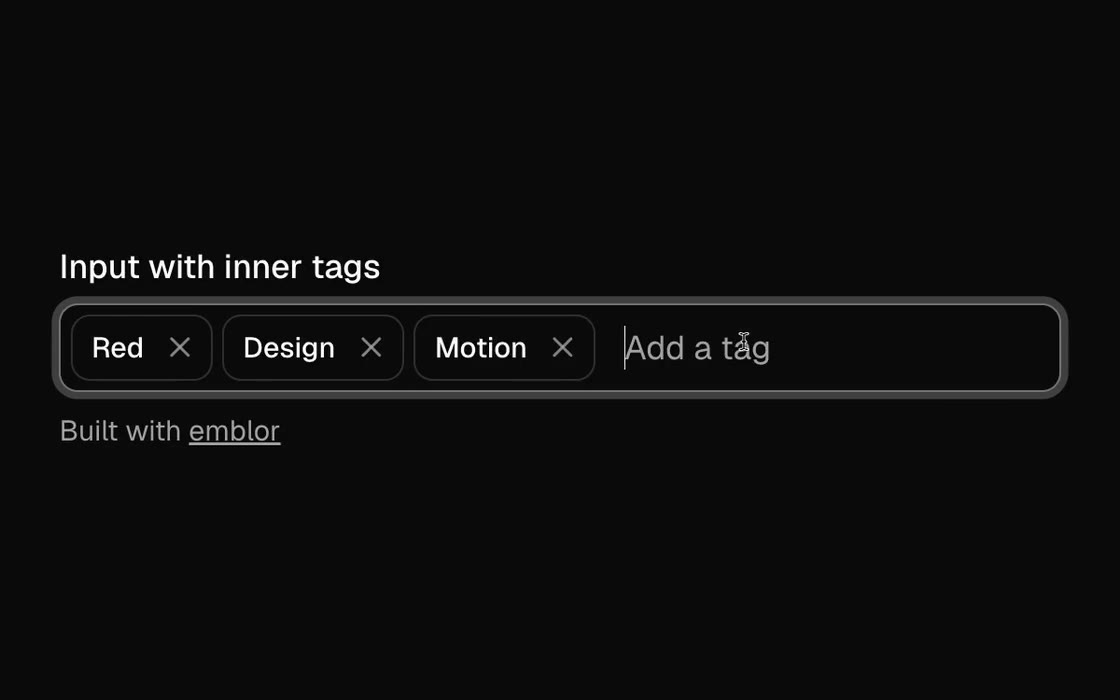 Input with inner tags
Red Design Motion Add a tag
Built with emblor